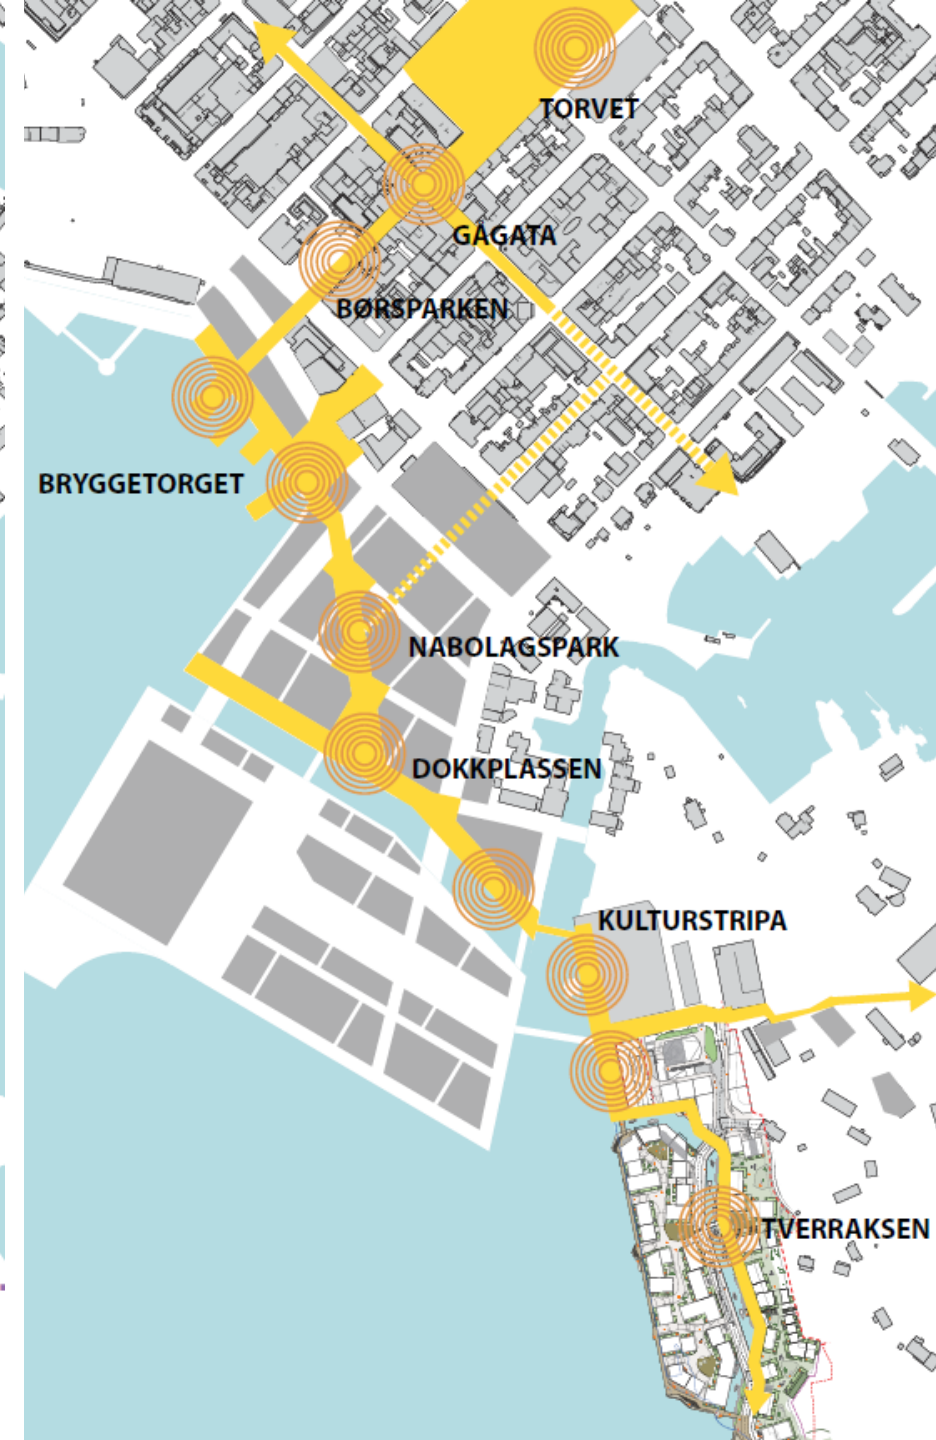 TORVET
GÅGATA
BØRSPARKEN
BRYGGETORGET
NABOLAGSPARK
DOKKPLASSEN
KULTURSTRIPA
TVERRAKSEN